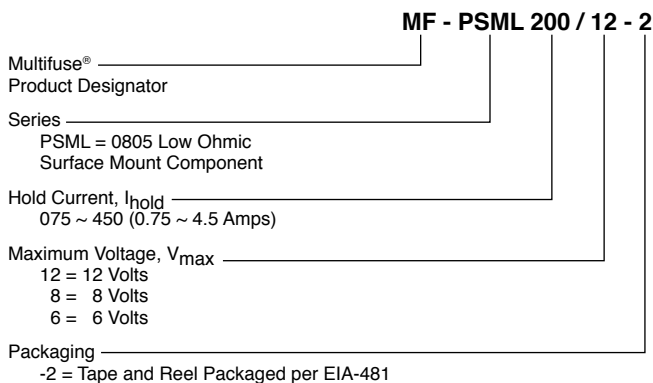 MF - PSML 200 / 12 - 2
Multifuse®
Product Designator
Series
PSML = 0805 Low Ohmic
Surface Mount Component
Hold Current, Ihold
075 ~ 450 (0.75 ~ 4.5 Amps)
Maximum Voltage, Vmax
12 = 12 Volts
8 = 8 Volts
6 = 6 Volts
Packaging
-2 = Tape and Reel Packaged per EIA-481